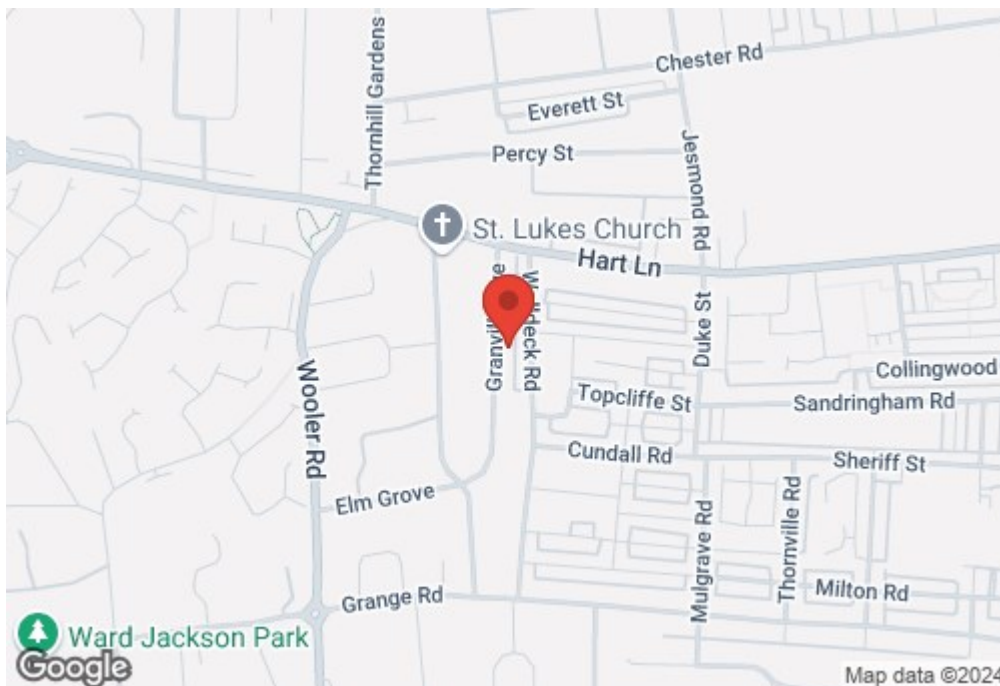 Chester Rd
Thornhill Gardens
Everett St
Percy St
Jesmond Rd
St. Lukes Church
Hart Ln
Duke St
Wooler Rd
Collingwood
Topcliffe St
Sandringham Rd
Cundall Rd
Sheriff St
Elm Grove
Mulgrave Rd
Thornville Rd
Milton Rd
Grange Rd
Ward Jackson Park
Google
Map data ©2024